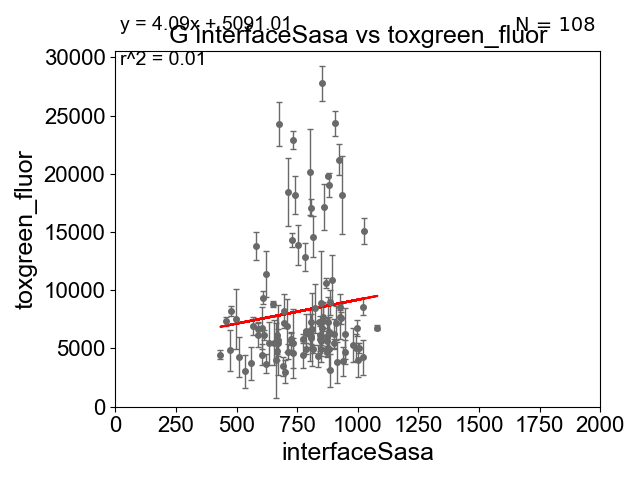 y = 4.09x + 5091.01
N = 108
G InterfaceSasa vs toxgreen_fluor
r^2 = 0.01
30000
25000
20000
15000
10000
5000
0
toxgreen_fluor
0 250 500 750 1000 1250 1500 1750 2000
interfaceSasa